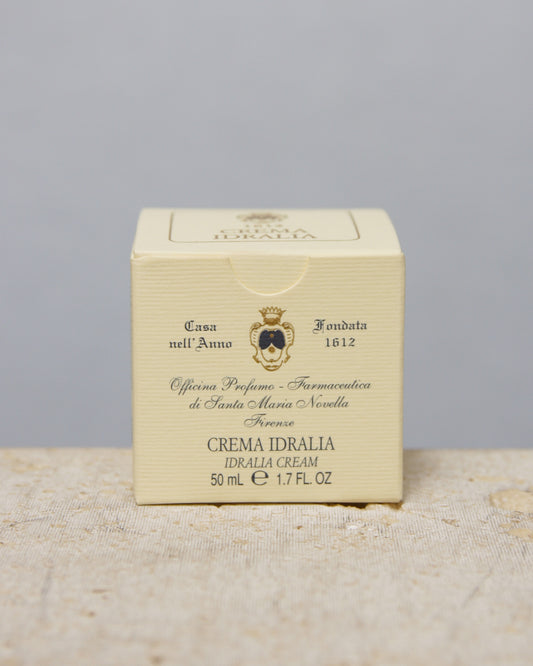 1612
CREMA
IDRALIA
Casa Fondata
nell'Anno 1612
Officina Profumo - Farmaceutica
di Santa Maria Novella
Firenze
CREMA IDRALIA
IDRALIA CREAM
50 mL ℮ 1.7 FL. OZ